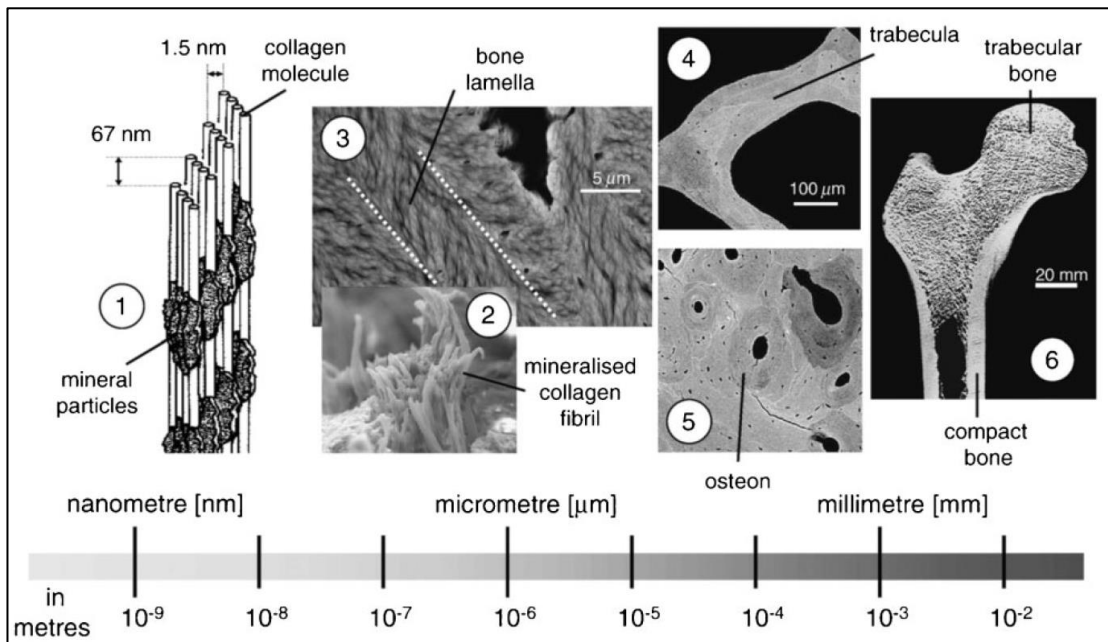 1.5 nm
collagen
molecule
67 nm
1
mineral
particles
bone
lamella
3
5 μm
2
mineralised
collagen
fibril
4
trabecula
100 μm
5
osteon
trabecular
bone
20 mm
6
compact
bone
nanometre [nm]
micrometre [μm]
millimetre [mm]
in
metres
10⁻⁹
10⁻⁸
10⁻⁷
10⁻⁶
10⁻⁵
10⁻⁴
10⁻³
10⁻²